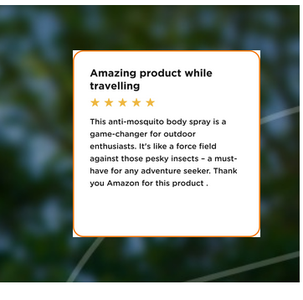 Amazing product while
travelling
This anti-mosquito body spray is a
game-changer for outdoor
enthusiasts. It's like a force field
against those pesky insects – a must-
have for any adventure seeker. Thank
you Amazon for this product .